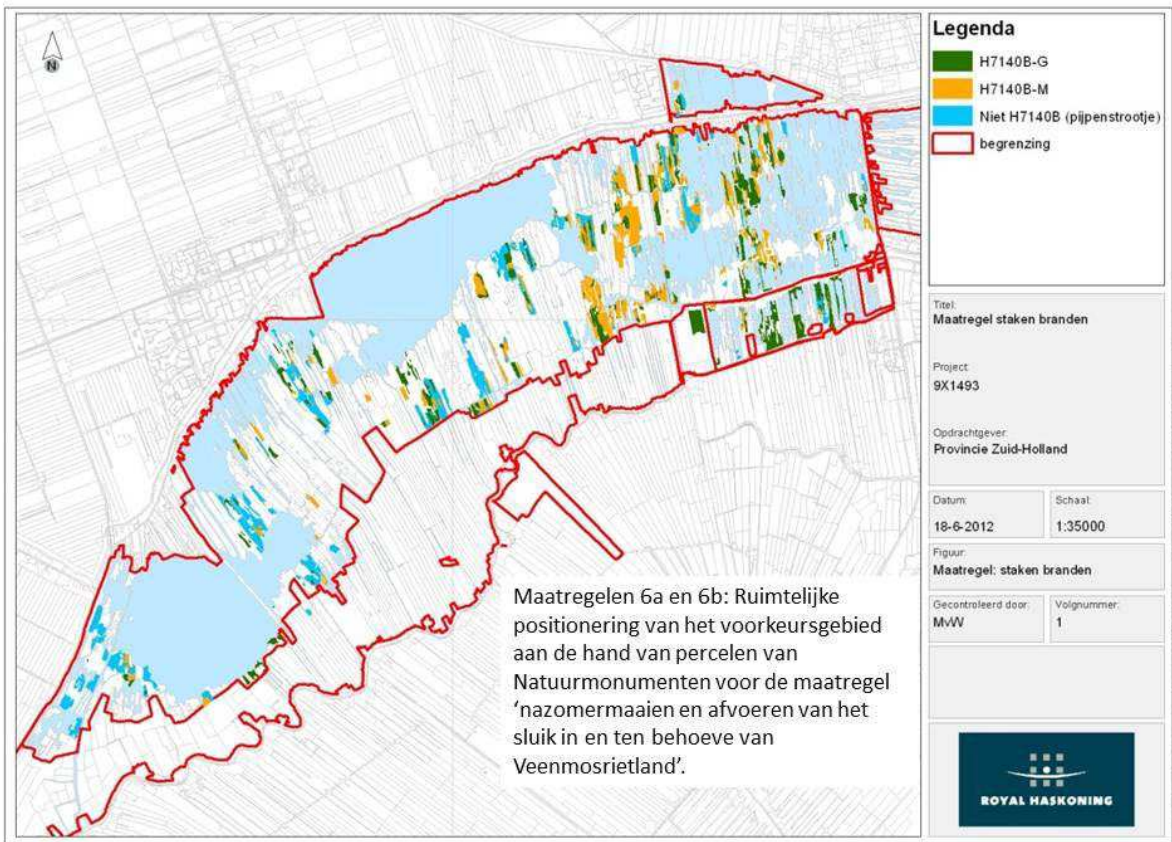 N
Legenda
H7140B-G
H7140B-M
Niet H7140B (pijpenstrootje)
begrenzing
Titel:
Maatregel staken branden
Project:
9X1493
Opdrachtgever:
Provincie Zuid-Holland
Datum:
18-6-2012
Schaal:
1:35000
Figuur:
Maatregel: staken branden
Gecontroleerd door:
MvW
Volgnummer:
1
Maatregelen 6a en 6b: Ruimtelijke
positionering van het voorkeursgebied
aan de hand van percelen van
Natuurmonumenten voor de maatregel
‘nazomermaaien en afvoeren van het
sluik in en ten behoeve van
Veenmosrietland’.
ROYAL HASKONING